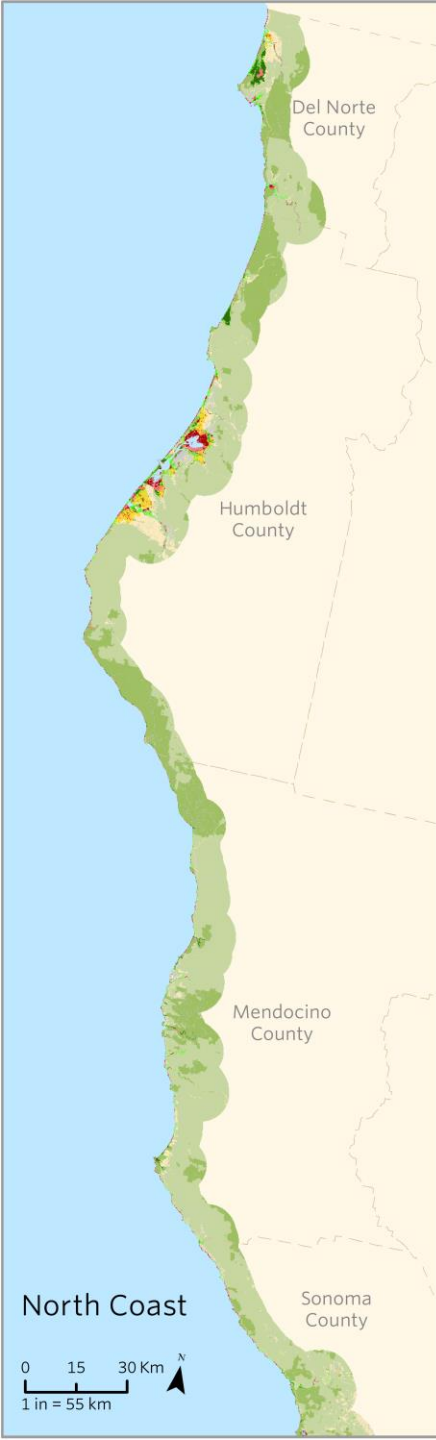 Del Norte
County
Humboldt
County
Mendocino
County
Sonoma
County
North Coast
0 15 30 Km
N
1 in = 55 km